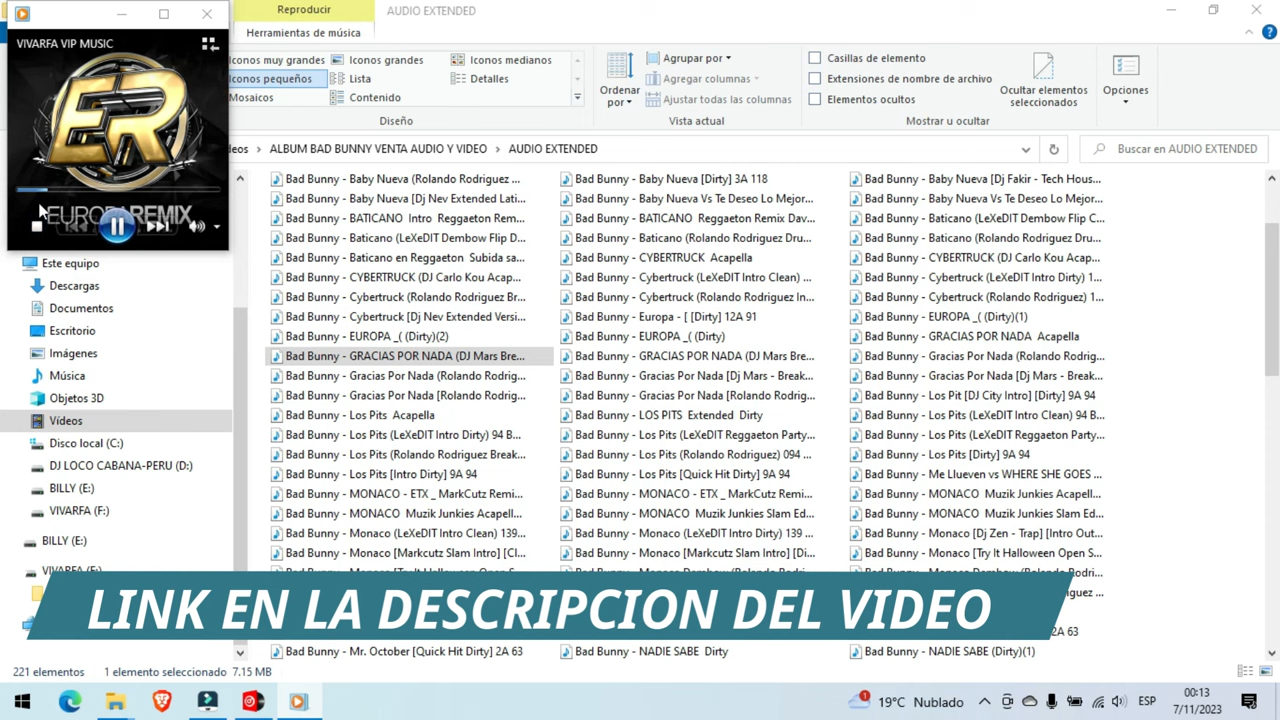 Reproducir
AUDIO EXTENDED
Herramientas de música
VIVARFA VIP MUSIC
ER
EUROPA REMIX
Iconos muy grandes
Iconos grandes
Iconos medianos
Iconos pequeños
Lista
Detalles
Mosaicos
Contenido
Diseño
Ordenar por
Agrupar por
Agregar columnas
Ajustar todas las columnas
Vista actual
Casillas de elemento
Extensiones de nombre de archivo
Elementos ocultos
Ocultar elementos seleccionados
Mostrar u ocultar
Opciones
deos > ALBUM BAD BUNNY VENTA AUDIO Y VIDEO > AUDIO EXTENDED
Buscar en AUDIO EXTENDED
Este equipo
Descargas
Documentos
Escritorio
Imágenes
Música
Objetos 3D
Vídeos
Disco local (C:)
DJ LOCO CABANA-PERU (D:)
BILLY (E:)
VIVARFA (F:)
BILLY (E:)
VIVARFA (F:)
Bad Bunny - Baby Nueva (Rolando Rodriguez ...
Bad Bunny - Baby Nueva [Dirty] 3A 118
Bad Bunny - Baby Nueva [Dj Fakir - Tech Hous...
Bad Bunny - Baby Nueva [Dj Nev Extended Lati...
Bad Bunny - Baby Nueva Vs Te Deseo Lo Mejor...
Bad Bunny - Baby Nueva Vs Te Deseo Lo Mejor...
Bad Bunny - BATICANO Intro Reggaeton Rem...
Bad Bunny - BATICANO Reggaeton Remix Dav...
Bad Bunny - Baticano (LeXeDIT Dembow Flip C...
Bad Bunny - Baticano (LeXeDIT Dembow Flip D...
Bad Bunny - Baticano (Rolando Rodriguez Dru...
Bad Bunny - Baticano (Rolando Rodriguez Dru...
Bad Bunny - Baticano en Reggaeton Subida sa...
Bad Bunny - CYBERTRUCK Acapella
Bad Bunny - CYBERTRUCK (DJ Carlo Kou Aca...
Bad Bunny - CYBERTRUCK (DJ Carlo Kou Acap...
Bad Bunny - Cybertruck (LeXeDIT Intro Clean) ...
Bad Bunny - Cybertruck (LeXeDIT Intro Dirty) 1...
Bad Bunny - Cybertruck (Rolando Rodriguez Br...
Bad Bunny - Cybertruck (Rolando Rodriguez In...
Bad Bunny - Cybertruck (Rolando Rodriguez) 1...
Bad Bunny - Cybertruck [Dj Nev Extended Versi...
Bad Bunny - Europa - [ [Dirty] 12A 91
Bad Bunny - EUROPA _( (Dirty)(1)
Bad Bunny - EUROPA _( (Dirty)(2)
Bad Bunny - EUROPA _( (Dirty)
Bad Bunny - GRACIAS POR NADA Acapella
Bad Bunny - GRACIAS POR NADA (DJ Mars Bre...
Bad Bunny - GRACIAS POR NADA (DJ Mars Bre...
Bad Bunny - Gracias Por Nada (Rolando Rodrig...
Bad Bunny - Gracias Por Nada (Rolando Rodrig...
Bad Bunny - Gracias Por Nada [Dj Mars - Break...
Bad Bunny - Gracias Por Nada [Dj Mars - Break...
Bad Bunny - Gracias Por Nada (Rolando Rodrig...
Bad Bunny - Gracias Por Nada [Rolando Rodrig...
Bad Bunny - Los Pit [DJ City Intro] [Dirty] 9A 94
Bad Bunny - Los Pits Acapella
Bad Bunny - LOS PITS Extended Dirty
Bad Bunny - Los Pits (LeXeDIT Intro Clean) 94 B...
Bad Bunny - Los Pits (LeXeDIT Intro Dirty) 94 B...
Bad Bunny - Los Pits (LeXeDIT Reggaeton Party...
Bad Bunny - Los Pits (LeXeDIT Reggaeton Party...
Bad Bunny - Los Pits (Rolando Rodriguez Break...
Bad Bunny - Los Pits (Rolando Rodriguez) 094 ...
Bad Bunny - Los Pits [Dirty] 9A 94
Bad Bunny - Los Pits [Intro Dirty] 9A 94
Bad Bunny - Los Pits [Quick Hit Dirty] 9A 94
Bad Bunny - Me Llueven vs WHERE SHE GOES ...
Bad Bunny - MONACO - ETX _ MarkCutz Remi...
Bad Bunny - MONACO - ETX _ MarkCutz Remi...
Bad Bunny - MONACO Muzik Junkies Acapell...
Bad Bunny - MONACO Muzik Junkies Acapell...
Bad Bunny - MONACO Muzik Junkies Slam Ed...
Bad Bunny - MONACO Muzik Junkies Slam Ed...
Bad Bunny - Monaco (LeXeDIT Intro Clean) 139...
Bad Bunny - Monaco (LeXeDIT Intro Dirty) 139 ...
Bad Bunny - Monaco [Dj Zen - Trap] [Intro Out...
Bad Bunny - Monaco [Markcutz Slam Intro] [Cl...
Bad Bunny - Monaco [Markcutz Slam Intro] [Di...
Bad Bunny - Monaco [Try It Halloween Open S...
LINK EN LA DESCRIPCION DEL VIDEO
2A 63
Bad Bunny - Mr. October [Quick Hit Dirty] 2A 63
Bad Bunny - NADIE SABE Dirty
Bad Bunny - NADIE SABE (Dirty)(1)
221 elementos
1 elemento seleccionado 7.15 MB
1
19°C Nublado
ESP
00:13
7/11/2023